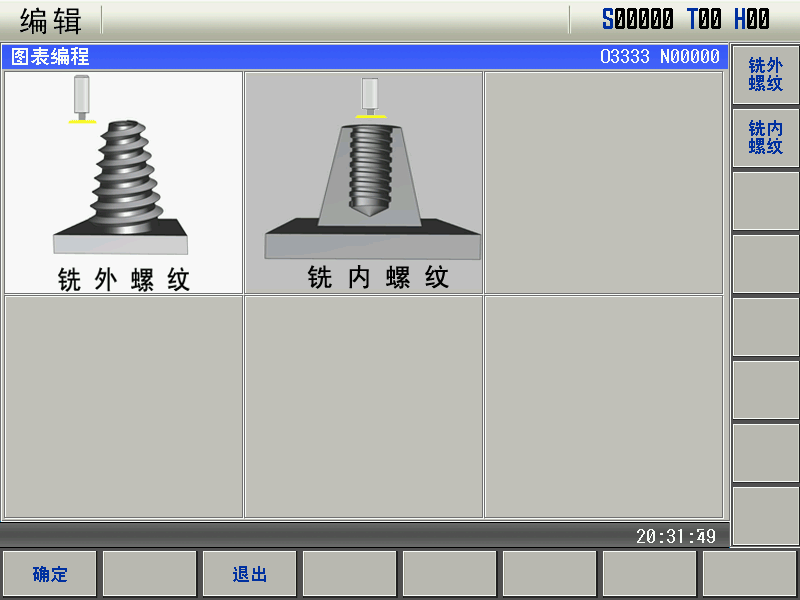 编辑
S00000 T00 H00
图表编程
O3333 N00000
铣外
螺纹
铣内
螺纹
铣外螺纹
铣内螺纹
20:31:49
确定
退出